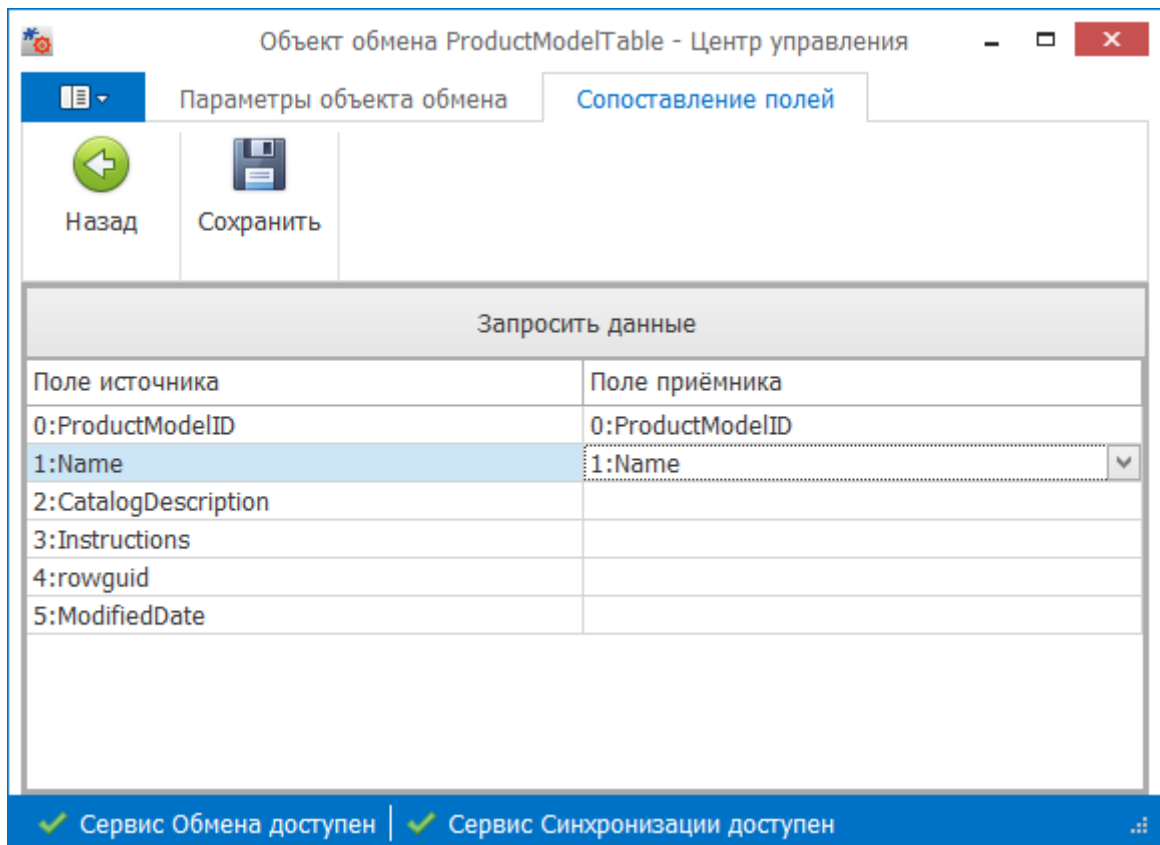 Объект обмена ProductModelTable - Центр управления
Параметры объекта обмена Сопоставление полей
Назад Сохранить
Запросить данные
Поле источника Поле приёмника
0:ProductModelID 0:ProductModelID
1:Name 1:Name
2:CatalogDescription
3:Instructions
4:rowguid
5:ModifiedDate
Сервис Обмена доступен Сервис Синхронизации доступен